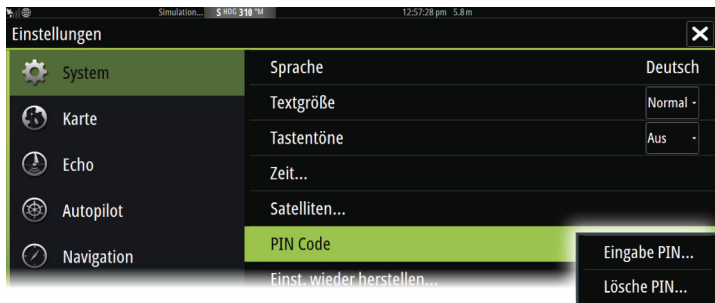 Simulation... S HDG 310 °M 12:57:28 pm 5.8 m
Einstellungen
System
Karte
Echo
Autopilot
Navigation
Sprache Deutsch
Textgröße Normal
Tastentöne Aus
Zeit...
Satelliten...
PIN Code
Einst. wieder herstellen...
Eingabe PIN...
Lösche PIN...